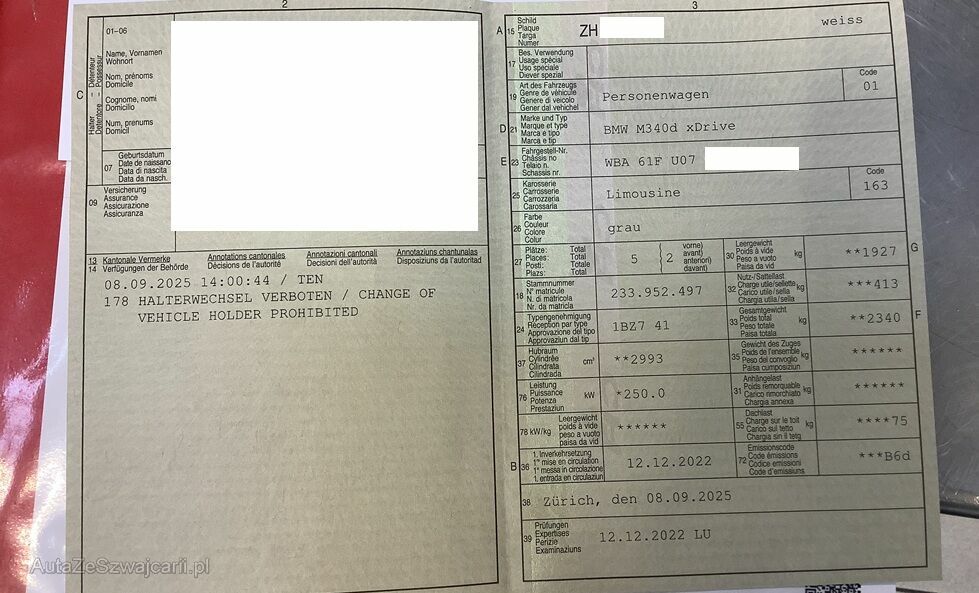 2
01-06
C
Halter – Détenteur
Detentore – Possessur
Name, Vornamen
Wohnort
Nom, prénoms
Domicile
Cognome, nomi
Domicilio
Num, prenums
Domicil
07
Geburtsdatum
Date de naissanc
Data di nascita
Data da nasch.
09
Versicherung
Assurance
Assicurazione
Assicuranza
13 Kantonale Vermerke Annotations cantonales Annotazioni cantonali Annotaziuns chantunalas
14 Verfügungen der Behörde Décisions de l'autorité Decisioni dell'autorità Disposiziuns da l'autoritad
08.09.2025 14:00:44 / TEN
178 HALTERWECHSEL VERBOTEN / CHANGE OF
VEHICLE HOLDER PROHIBITED
3
A 15
Schild
Plaque
Targa
Numer
ZH
weiss
17
Bes. Verwendung
Usage spécial
Uso speciale
Diever spezial
19
Art des Fahrzeugs
Genre de véhicule
Genere di veicolo
Gener dal vehichel
Personenwagen
Code
01
D 21
Marke und Typ
Marque et type
Marca e tipo
Marca e tip
BMW M340d xDrive
E 23
Fahrgestell-Nr.
Châssis no
Telaio n.
Schassis nr.
WBA 61F U07
25
Karosserie
Carrosserie
Carrozzeria
Carossaria
Limousine
Code
163
26
Farbe
Couleur
Colore
Colur
grau
27
Plätze: Total
Places: Total
Posti: Totale
Plazs: Total
5
2
vorne)
avant)
anteriori)
davant)
30
Leergewicht
Poids à vide
Peso a vuoto
Paisa da vid
kg
**1927
G
18
Stammnummer
N° matricule
N. di matricola
Nr. da matricla
233.952.497
32
Nutz-/Sattellast
Charge utile/sellette
Carico utile/sella
Chargia utila/sella
kg
***413
24
Typengenehmigung
Réception par type
Approvazione del tipo
Approvaziun dal tip
1BZ7 41
33
Gesamtgewicht
Poids total
Peso totale
Paisa totala
kg
**2340
F
37
Hubraum
Cylindrée
Cilindrata
Cilindrada
cm³
**2993
35
Gewicht des Zuges
Poids de l'ensemble
Peso del convoglio
Paisa cumposiziun
kg
******
76
Leistung
Puissance
Potenza
Prestaziun
kW
*250.0
31
Anhängelast
Poids remorquable
Carico rimorchiato
Chargia annexa
kg
******
78 kW/kg
Leergewicht
poids à vide
peso a vuoto
paisa da vid
******
55
Dachlast
Charge sur le toit
Carico sul tetto
Chargia sin il tetg
kg
****75
B 36
1. Inverkehrsetzung
1re mise en circulation
1a messa in circolazione
1. entrada en circulaziun
12.12.2022
72
Emissionscode
Code émissions
Codice emissioni
Code d'emissiuns
***B6d
38 Zürich, den 08.09.2025
39
Prüfungen
Expertises
Perizie
Examinaziuns
12.12.2022 LU
AutaZeSzwajcarii.pl